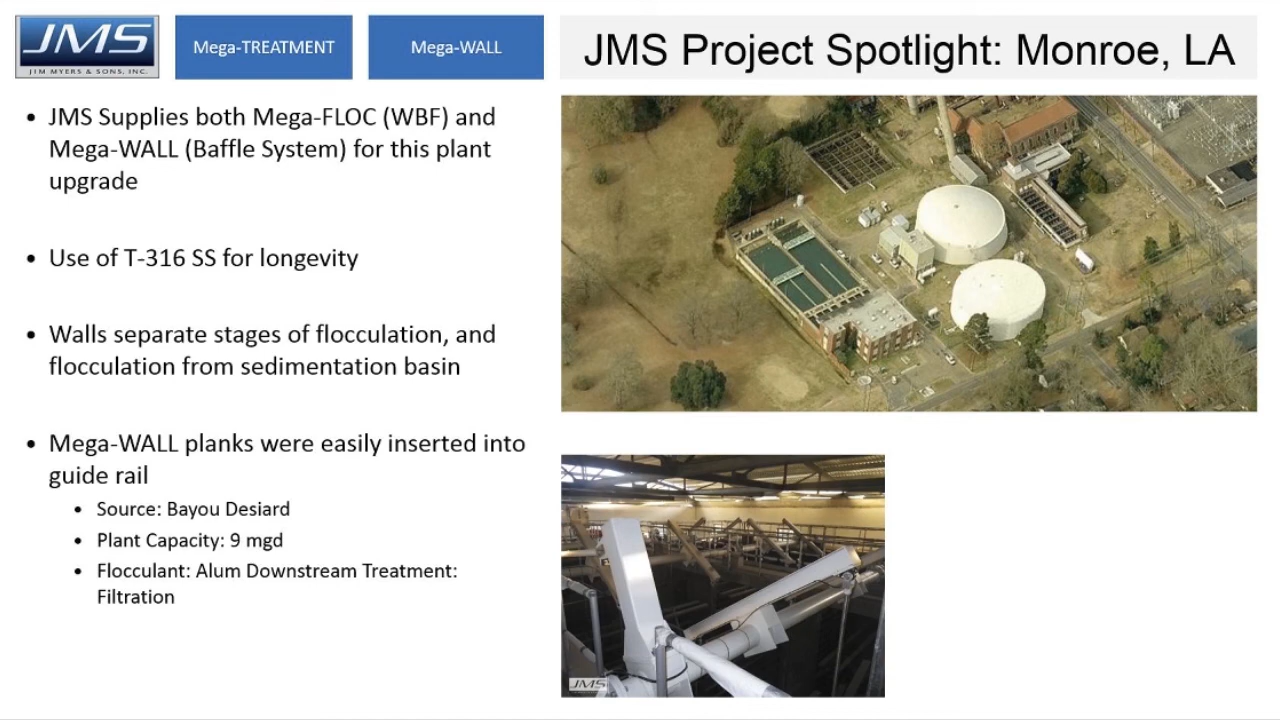 JMS
JIM MYERS & SONS, INC.
Mega-TREATMENT
Mega-WALL
JMS Project Spotlight: Monroe, LA
• JMS Supplies both Mega-FLOC (WBF) and
Mega-WALL (Baffle System) for this plant
upgrade
• Use of T-316 SS for longevity
• Walls separate stages of flocculation, and
flocculation from sedimentation basin
• Mega-WALL planks were easily inserted into
guide rail
• Source: Bayou Desiard
• Plant Capacity: 9 mgd
• Flocculant: Alum Downstream Treatment:
Filtration
JMS